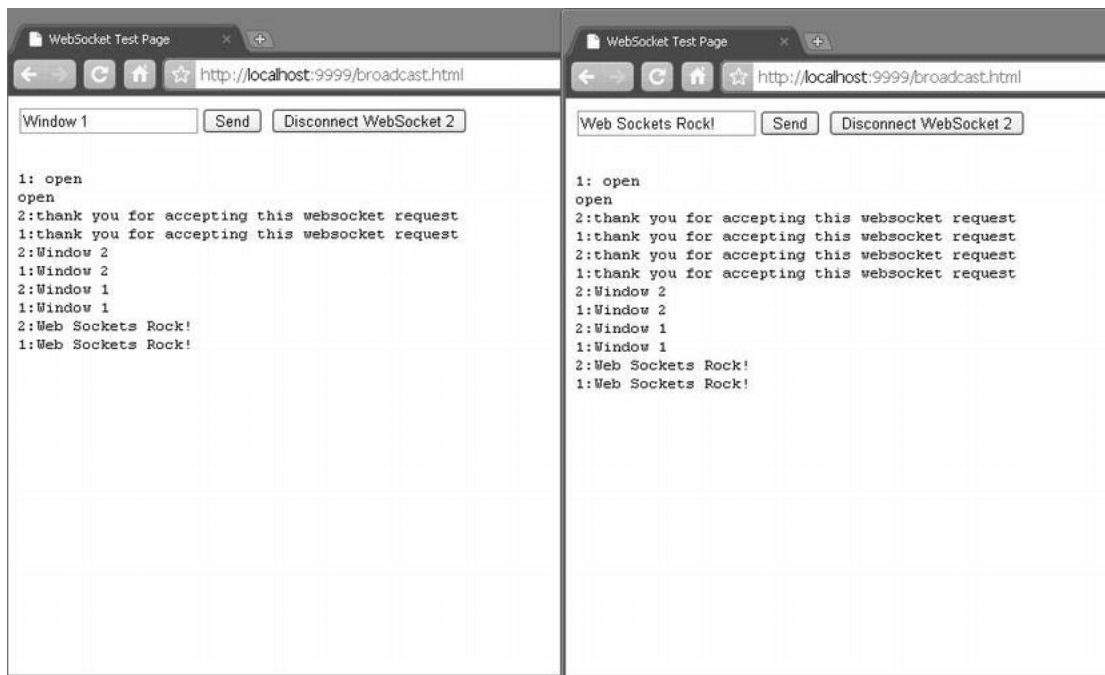 WebSocket Test Page
http://localhost:9999/broadcast.html
Window 1 Send Disconnect WebSocket 2
1: open
open
2:thank you for accepting this websocket request
1:thank you for accepting this websocket request
2:Window 2
1:Window 2
2:Window 1
1:Window 1
2:Web Sockets Rock!
1:Web Sockets Rock!
WebSocket Test Page
http://localhost:9999/broadcast.html
Web Sockets Rock! Send Disconnect WebSocket 2
1: open
open
2:thank you for accepting this websocket request
1:thank you for accepting this websocket request
2:thank you for accepting this websocket request
1:thank you for accepting this websocket request
2:Window 2
1:Window 2
2:Window 1
1:Window 1
2:Web Sockets Rock!
1:Web Sockets Rock!